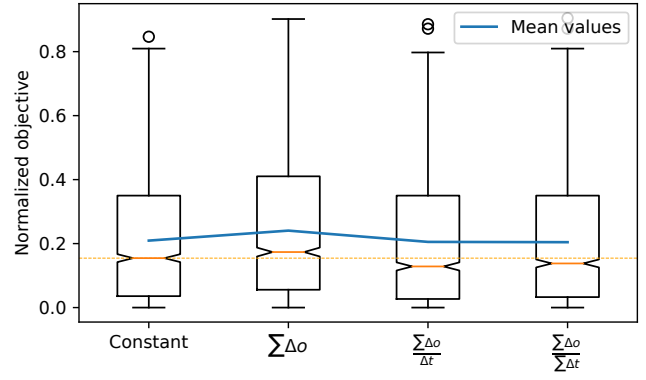 Mean values
Normalized objective
0.8
0.6
0.4
0.2
0.0
Constant
∑Δo
∑Δo / Δt
∑Δo / ∑Δt